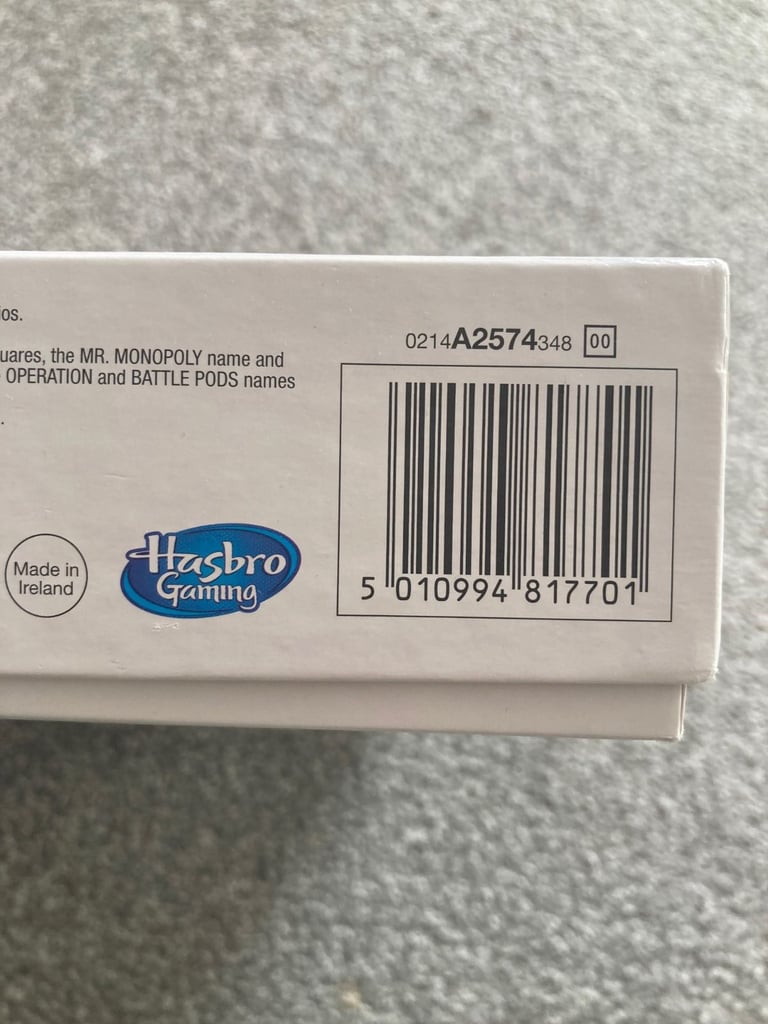 ios.
uares, the MR. MONOPOLY name and
OPERATION and BATTLE PODS names
.
0214A2574348 00
5 010994 817701
Made in
Ireland
Hasbro
Gaming